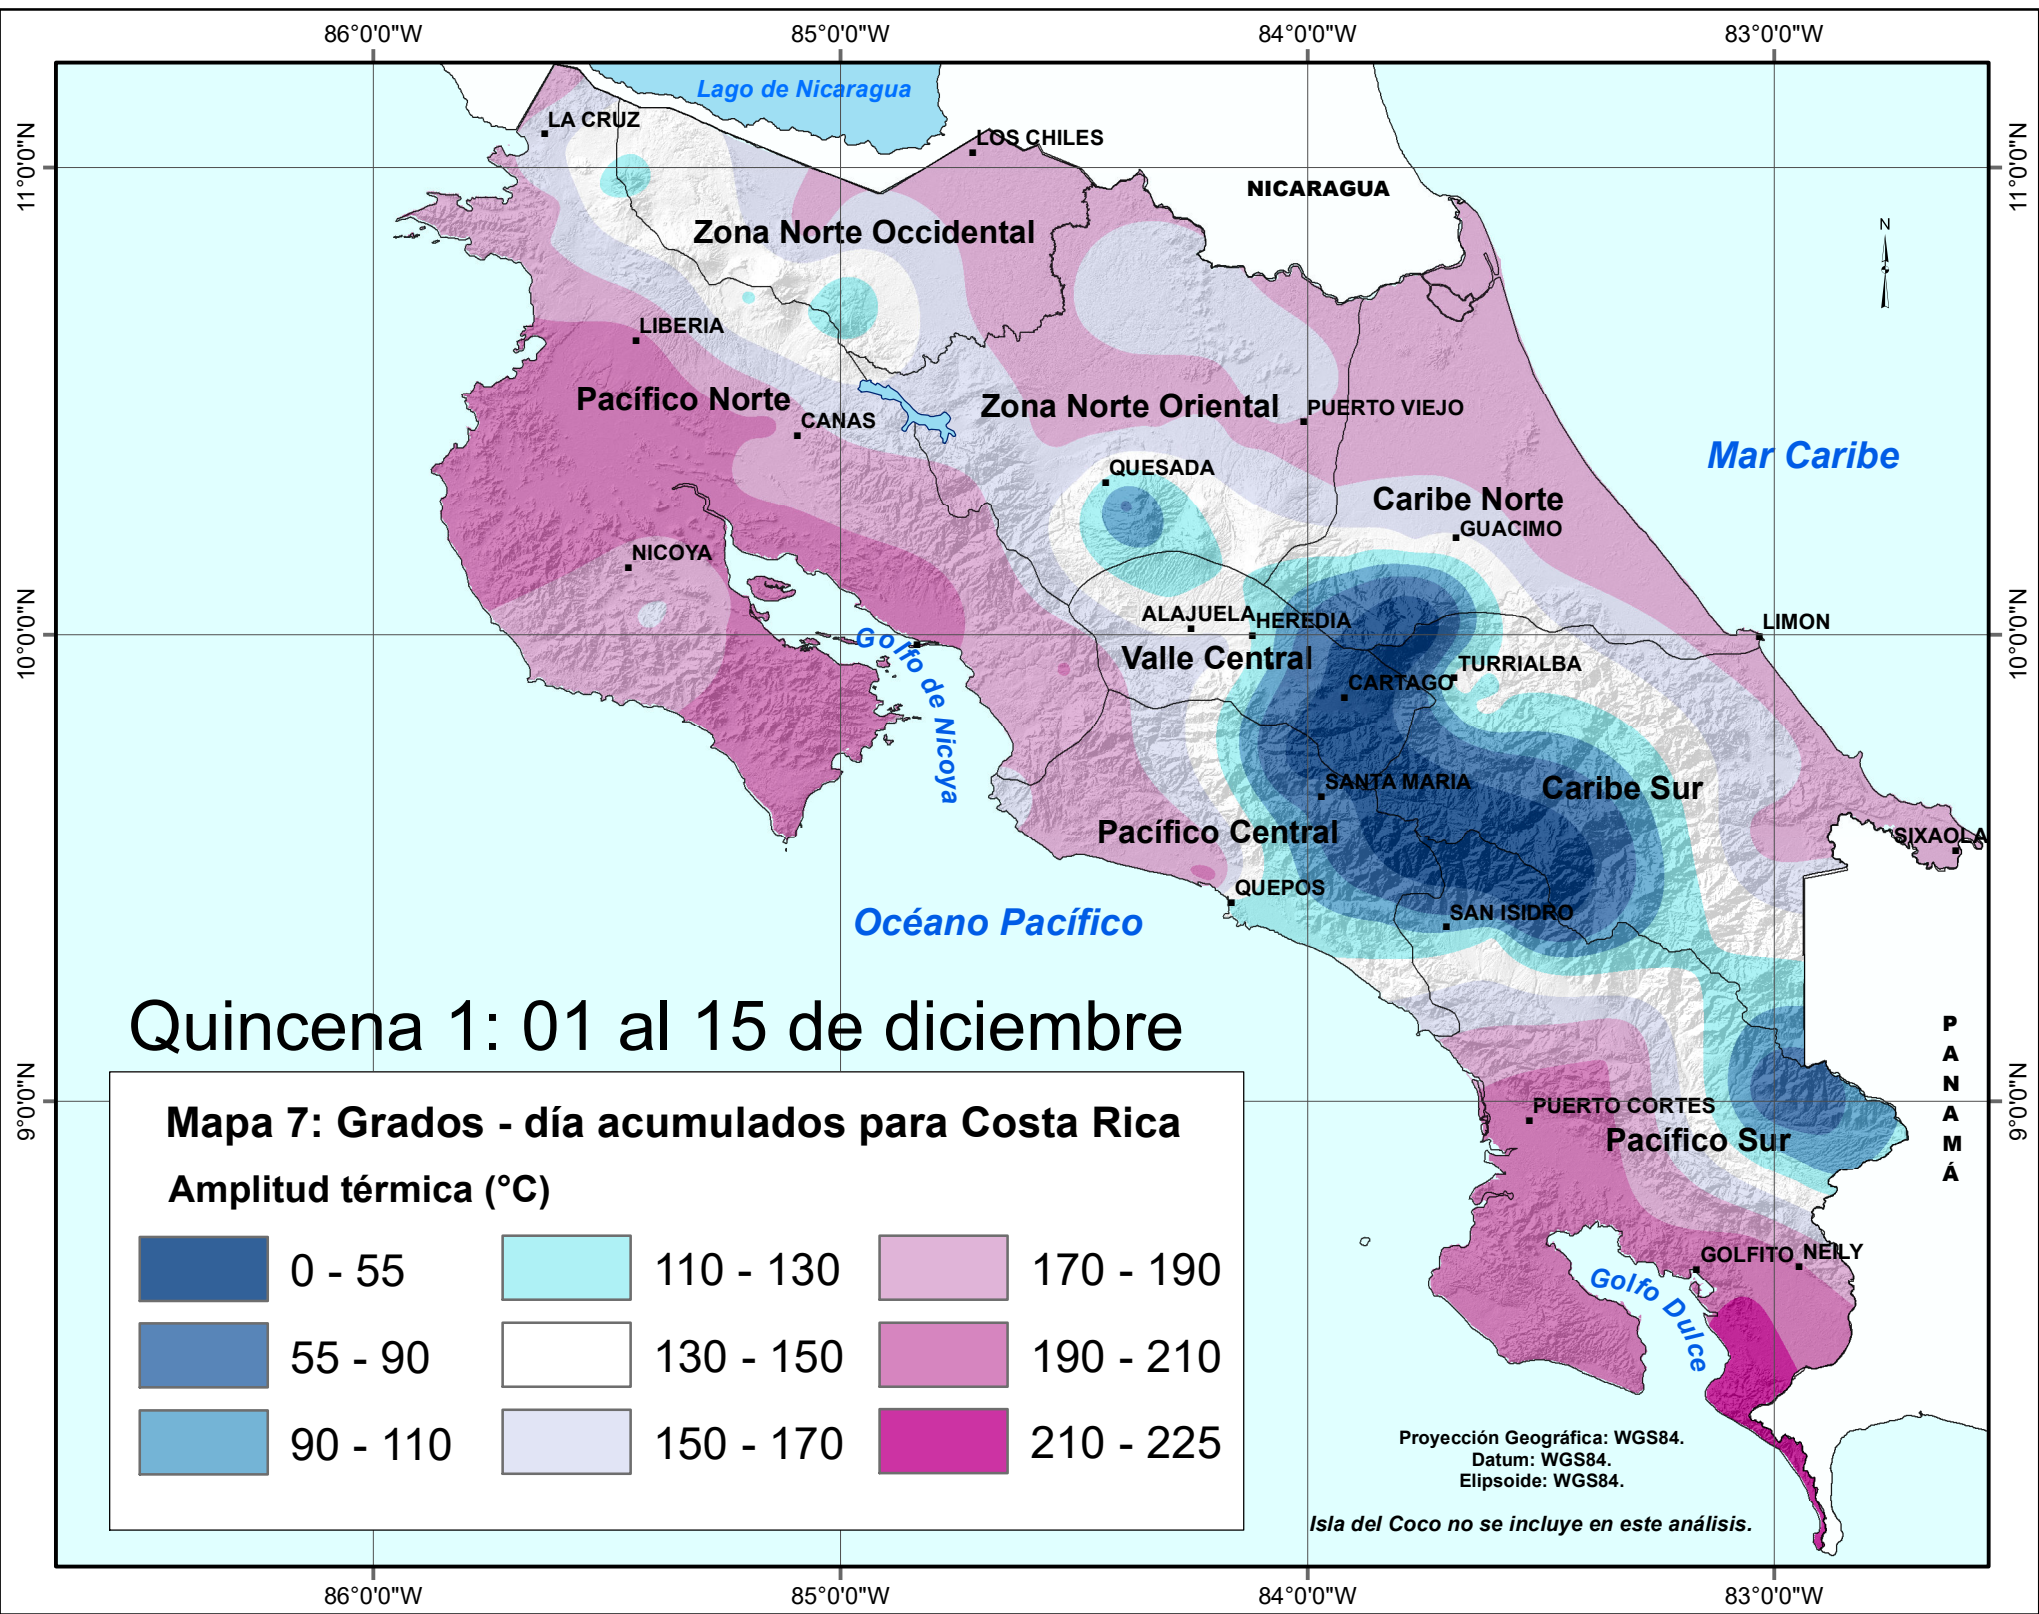 86°0'0"W
85°0'0"W
84°0'0"W
83°0'0"W
Lago de Nicaragua
LA CRUZ
LOS CHILES
11°0'0"N
11°0'0"N
NICARAGUA
N
Zona Norte Occidental
LIBERIA
Pacífico Norte
CANAS
Zona Norte Oriental
PUERTO VIEJO
Mar Caribe
QUESADA
Caribe Norte
GUACIMO
NICOYA
10°0'0"N
10°0'0"N
ALAJUELA
HEREDIA
LIMON
Golfo de Nicoya
Valle Central
TURRIALBA
CARTAGO
SANTA MARIA
Caribe Sur
Pacífico Central
SIXAOLA
QUEPOS
SAN ISIDRO
Océano Pacífico
Quincena 1: 01 al 15 de diciembre
PANAMÁ
9°0'0"N
9°0'0"N
PUERTO CORTES
Pacífico Sur
Mapa 7: Grados - día acumulados para Costa Rica
Amplitud térmica (°C)
0 - 55
110 - 130
170 - 190
55 - 90
130 - 150
190 - 210
90 - 110
150 - 170
210 - 225
GOLFITO
NEILY
Golfo Dulce
Proyección Geográfica: WGS84.
Datum: WGS84.
Elipsoide: WGS84.
Isla del Coco no se incluye en este análisis.
86°0'0"W
85°0'0"W
84°0'0"W
83°0'0"W